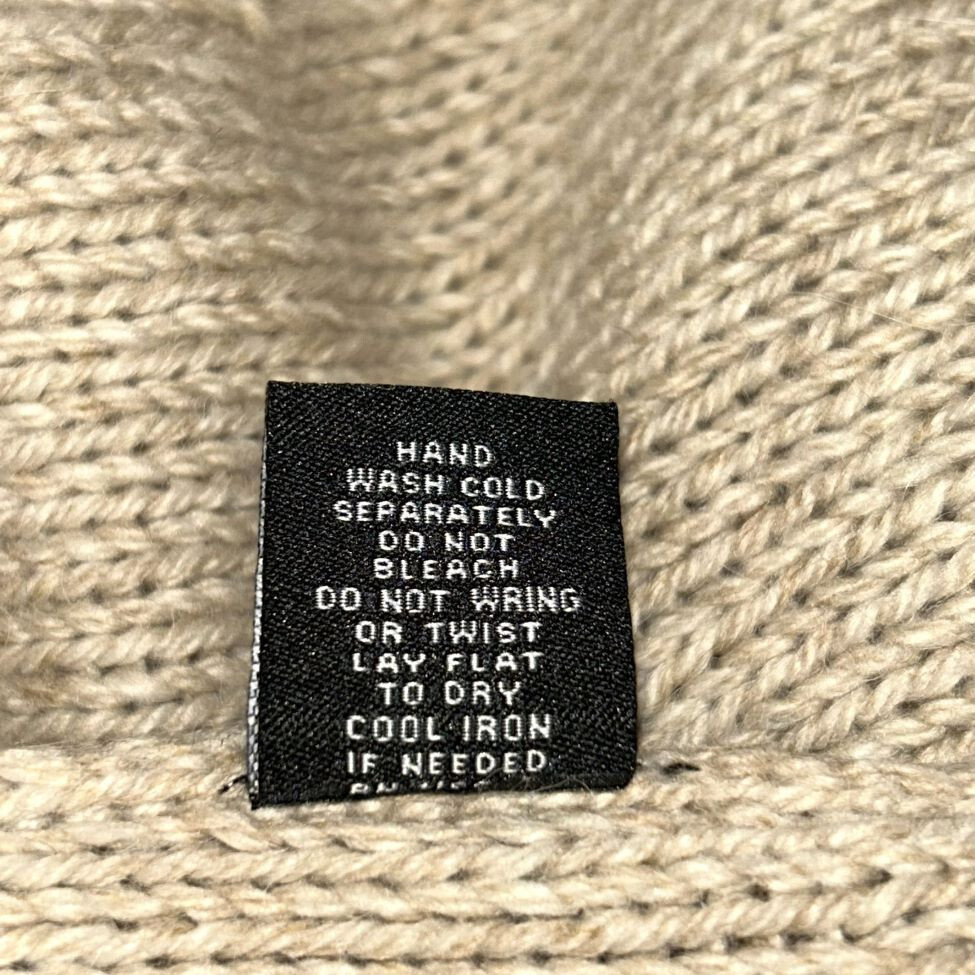 HAND
WASH COLD
SEPARATELY
DO NOT
BLEACH
DO NOT WRING
OR TWIST
LAY FLAT
TO DRY
COOL IRON
IF NEEDED